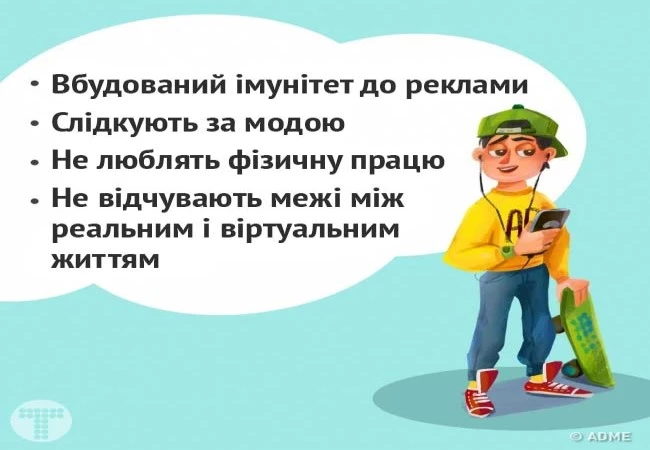 • Вбудований імунітет до реклами
• Слідкують за модою
• Не люблять фізичну працю
• Не відчувають межі між
реальним і віртуальним
життям
AD
T
© ADME